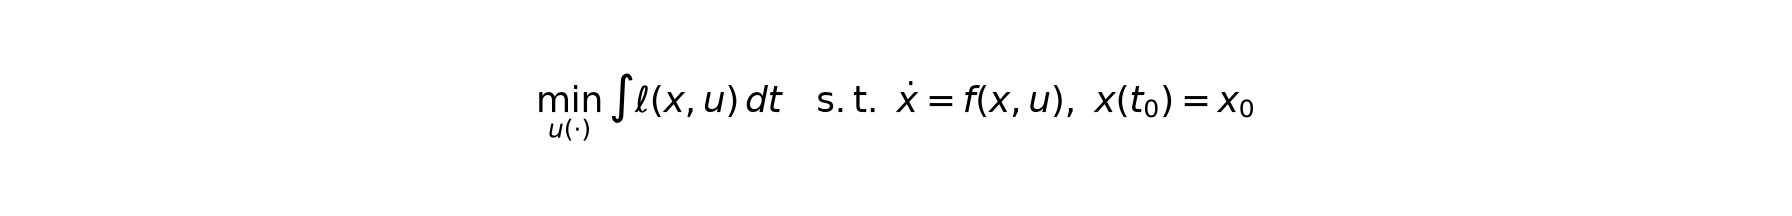 min_{u(·)} ∫ ℓ(x, u) dt   s.t.  ẋ = f(x, u),  x(t₀) = x₀